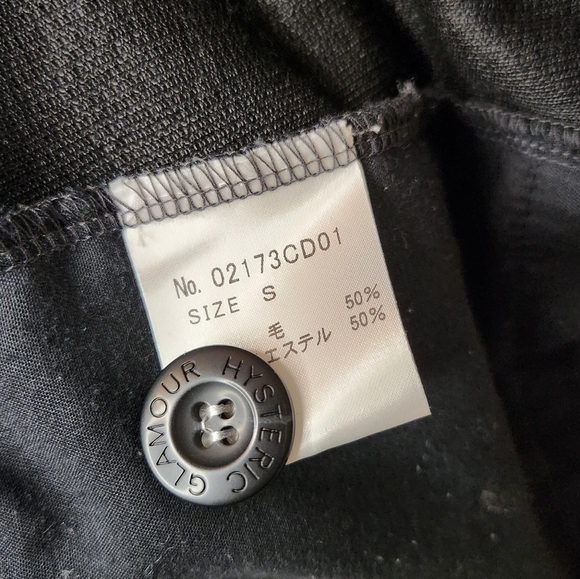 No. 02173CD01
SIZE S
毛 50%
エステル 50%
HYSTERIC GLAMOUR